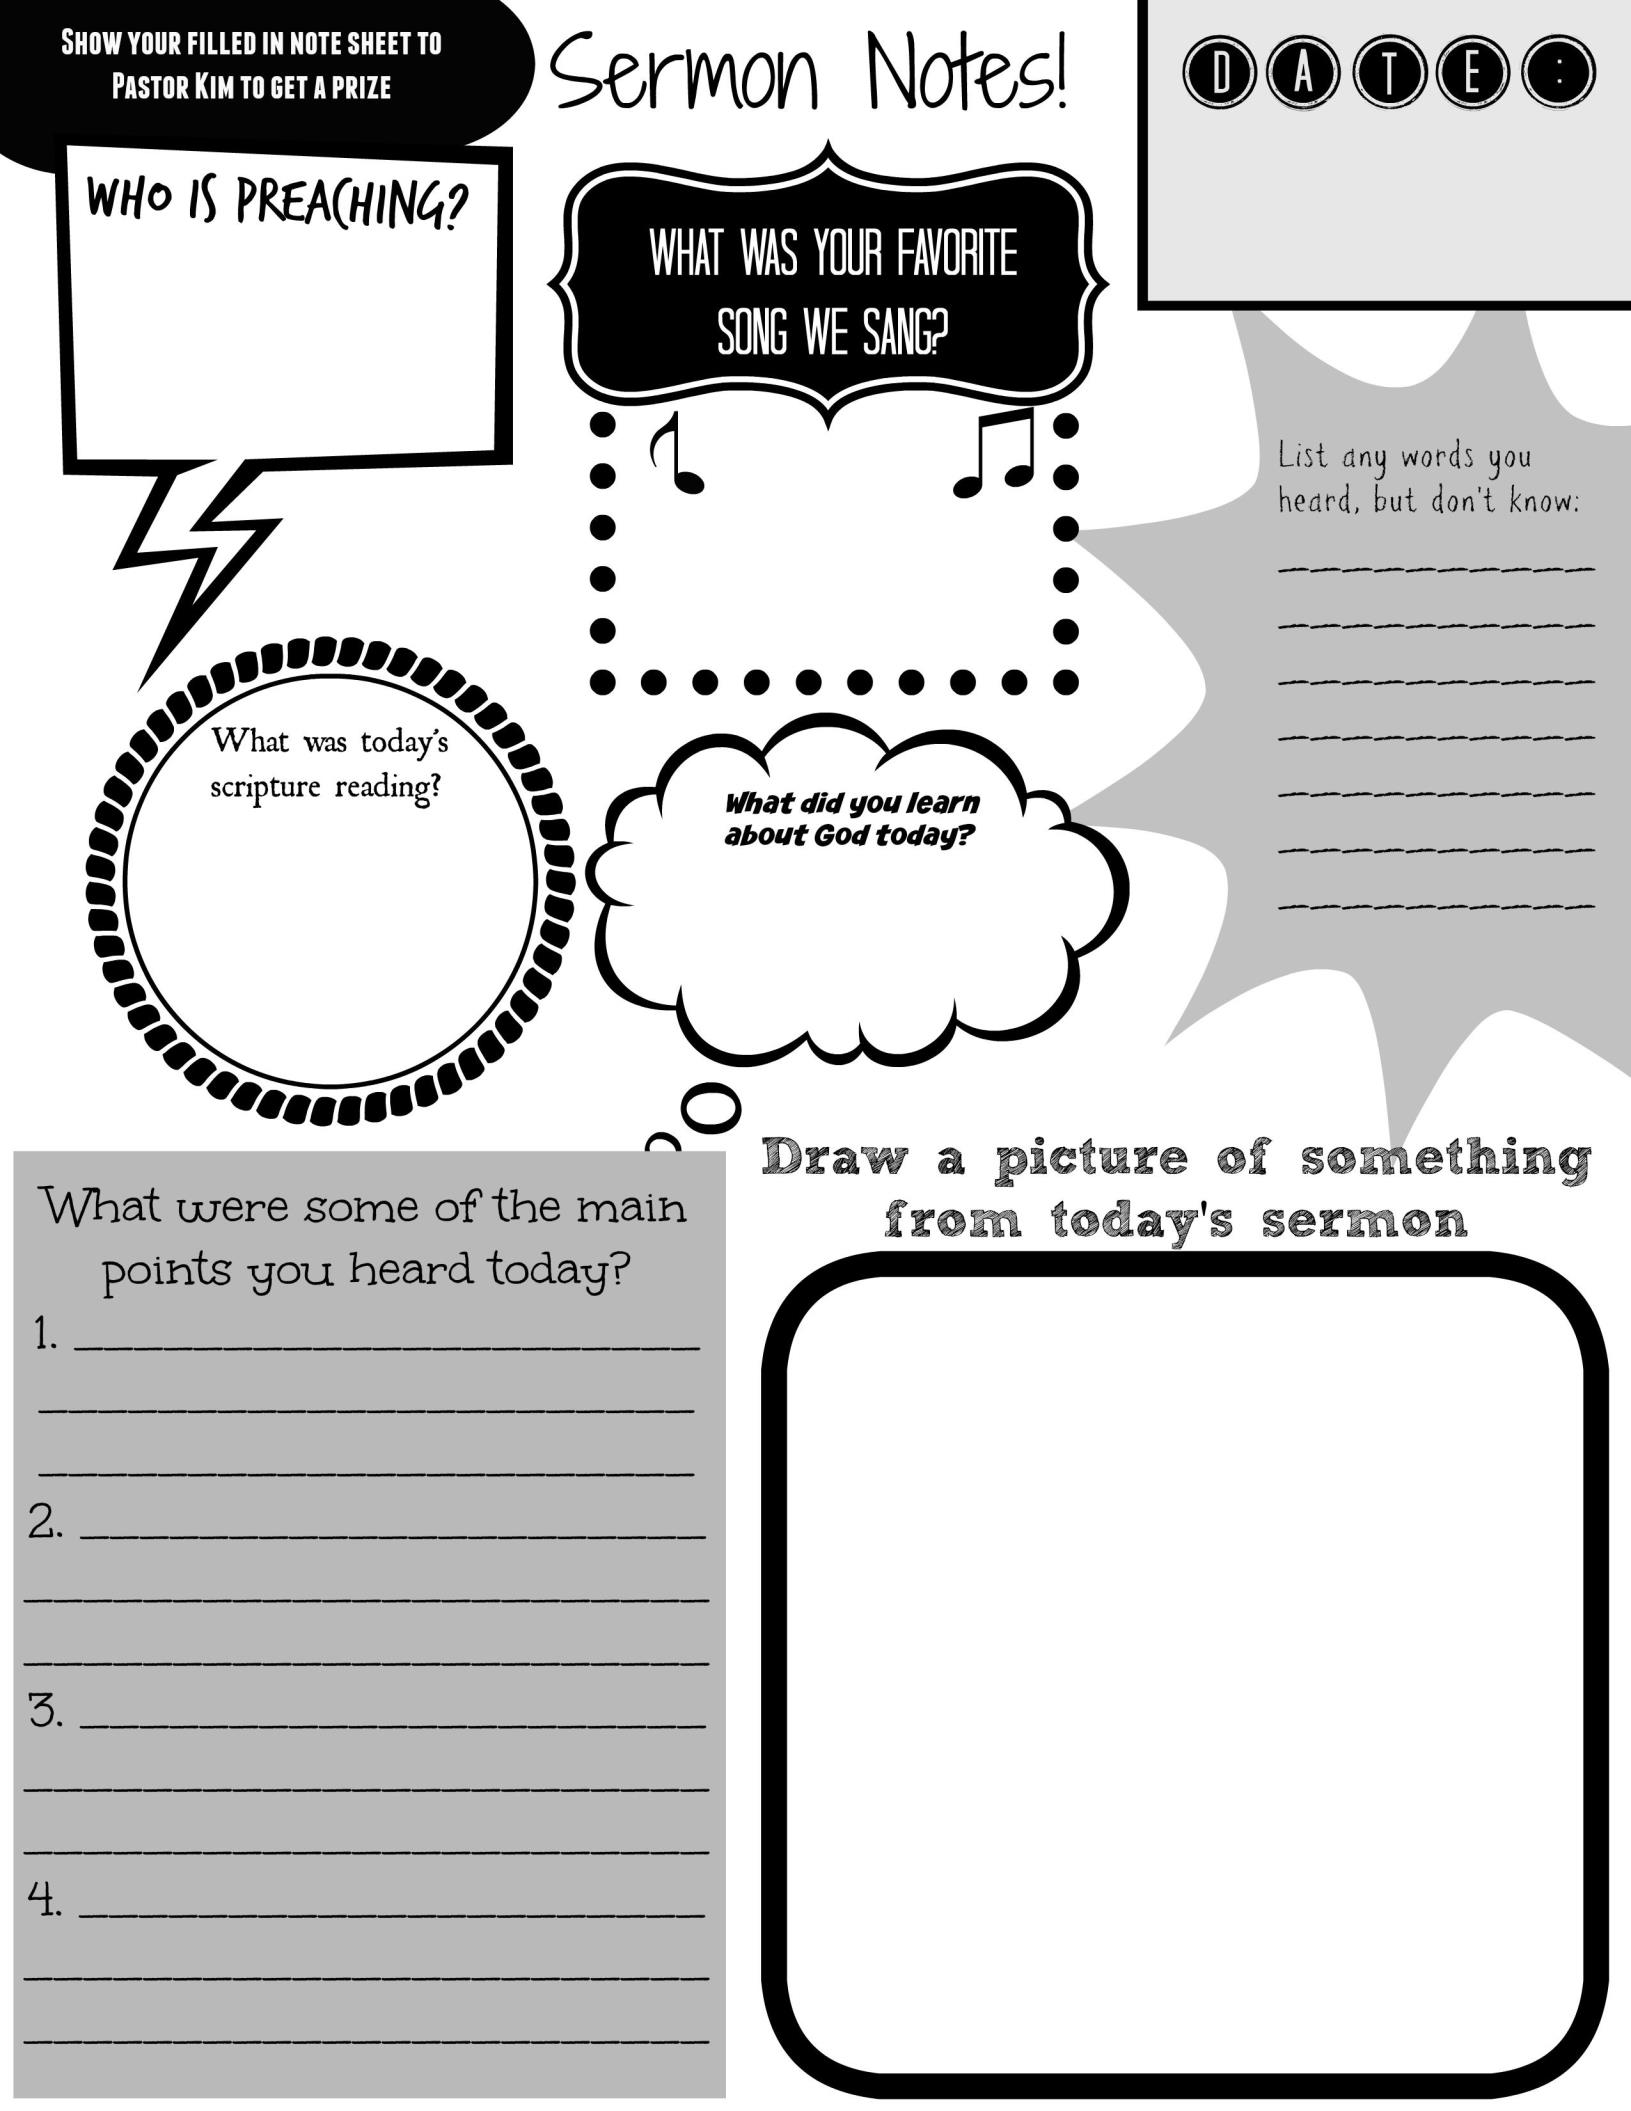 SHOW YOUR FILLED IN NOTE SHEET TO
PASTOR KIM TO GET A PRIZE
Sermon Notes!
DATE:
WHO IS PREACHING?
WHAT WAS YOUR FAVORITE
SONG WE SANG?
List any words you
heard, but don't know:
What was today's
scripture reading?
What did you learn
about God today?
What were some of the main
points you heard today?
1.
2.
3.
4.
Draw a picture of something
from today's sermon